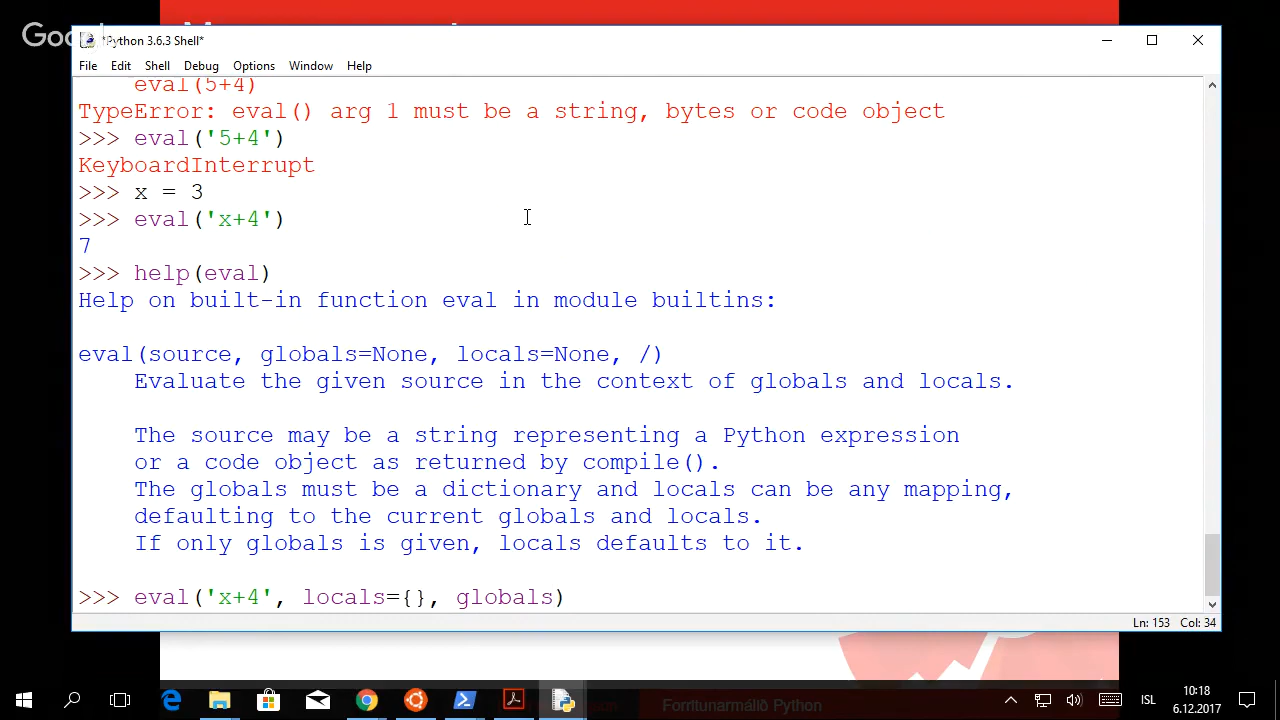 *Python 3.6.3 Shell*
File Edit Shell Debug Options Window Help
eval(5+4)
TypeError: eval() arg 1 must be a string, bytes or code object
>>> eval('5+4')
KeyboardInterrupt
>>> x = 3
>>> eval('x+4')
7
>>> help(eval)
Help on built-in function eval in module builtins:
eval(source, globals=None, locals=None, /)
Evaluate the given source in the context of globals and locals.
The source may be a string representing a Python expression
or a code object as returned by compile().
The globals must be a dictionary and locals can be any mapping,
defaulting to the current globals and locals.
If only globals is given, locals defaults to it.
>>> eval('x+4', locals={}, globals)
Ln: 153 Col: 34
Forritunarmálið Python
ISL
10:18
6.12.2017